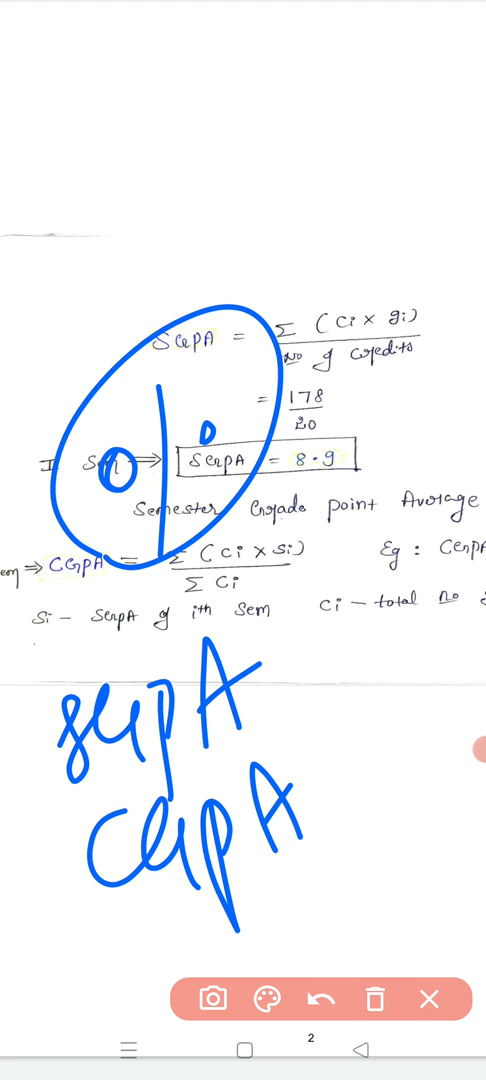 SGPA = Σ (Ci x gi)
No of credits
= 178
20
I Sem ⇒ SGPA = 8.9
Semester Grade point Average
em ⇒ CGPA = Σ (Ci x Si) Eg : CGPA
Σ Ci
Si - SGPA of ith Sem Ci - total No
SGPA
CGPA
2